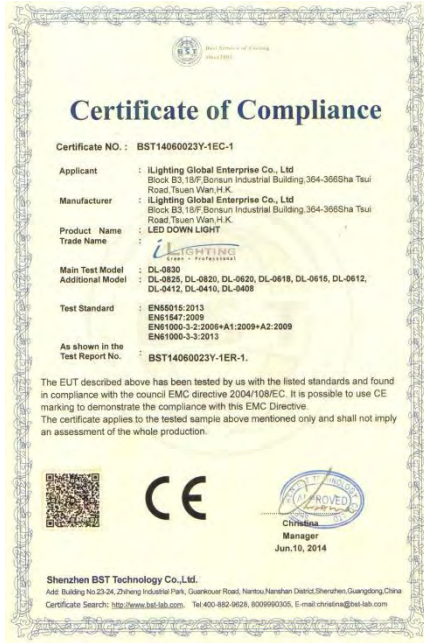 BST
Certificate of Compliance
Certificate NO. : BST14060023Y-1EC-1
Applicant : iLighting Global Enterprise Co., Ltd
Block B3,18/F,Bonsun Industrial Building,364-366Sha Tsui
Road,Tsuen Wan,H.K.
Manufacturer : iLighting Global Enterprise Co., Ltd
Block B3,18/F,Bonsun Industrial Building,364-366Sha Tsui
Road,Tsuen Wan,H.K.
Product Name : LED DOWN LIGHT
Trade Name :
iLIGHTING
Green · Professional
Main Test Model : DL-0830
Additional Model : DL-0825, DL-0820, DL-0620, DL-0618, DL-0615, DL-0612,
DL-0412, DL-0410, DL-0408
Test Standard : EN55015:2013
EN61547:2009
EN61000-3-2:2006+A1:2009+A2:2009
EN61000-3-3:2013
As shown in the
Test Report No. : BST14060023Y-1ER-1.
The EUT described above has been tested by us with the listed standards and found
in compliance with the council EMC directive 2004/108/EC. It is possible to use CE
marking to demonstrate the compliance with this EMC Directive.
The certificate applies to the tested sample above mentioned only and shall not imply
an assessment of the whole production.
CE
APPROVED
Christina
Manager
Jun.10, 2014
Shenzhen BST Technology Co.,Ltd.
Add: Building No.23-24, Zhiheng Industrial Park, Guankouer Road, Nantou,Nanshan District,Shenzhen,Guangdong,China
Certificate Search: http://www.bst-lab.com, Tel:400-882-9628, 8009990305, E-mail:christina@bst-lab.com